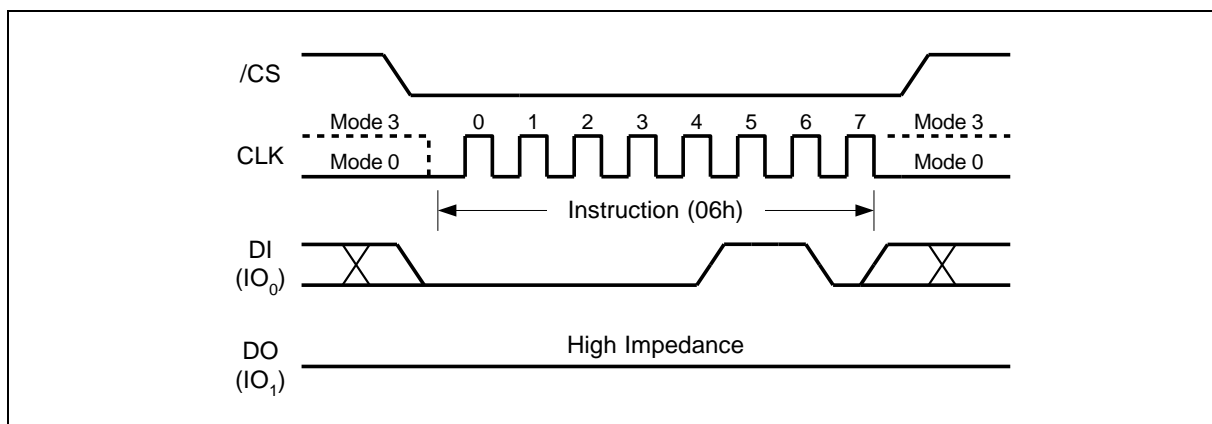 /CS
Mode 3 0 1 2 3 4 5 6 7 Mode 3
CLK
Mode 0 Mode 0
Instruction (06h)
DI
(IO0)
High Impedance
DO
(IO1)